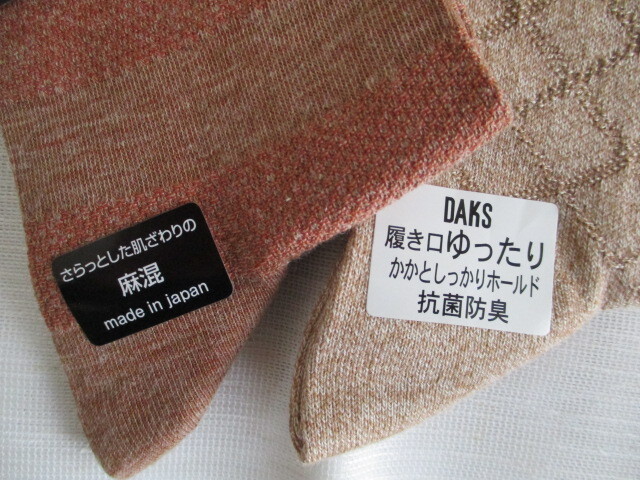 さらっとした肌ざわりの
麻混
made in japan
DAKS
履き口ゆったり
かかとしっかりホールド
抗菌防臭